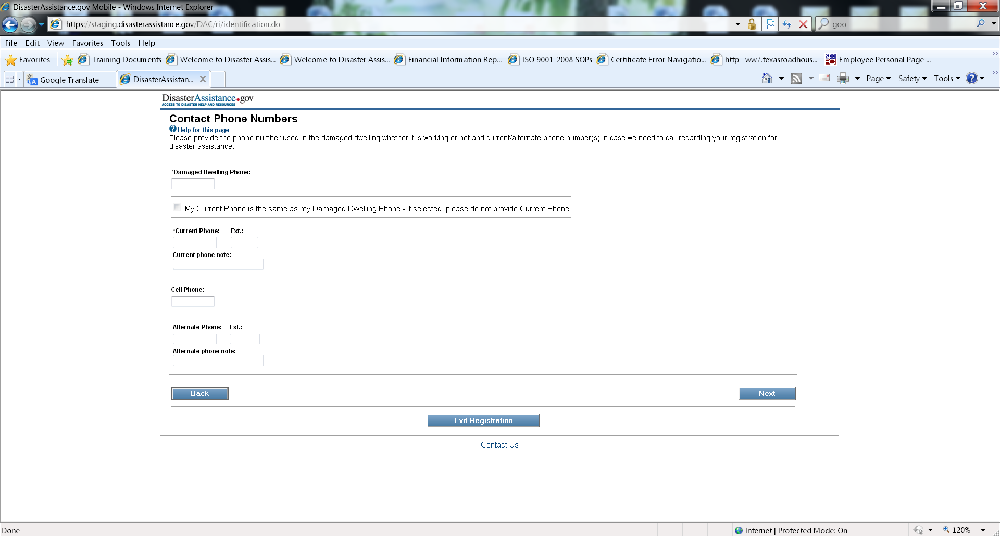 DisasterAssistance.gov Mobile - Windows Internet Explorer
https://staging.disasterassistance.gov/DAC/ri/identification.do
goo
File Edit View Favorites Tools Help
Favorites Training Documents Welcome to Disaster Assis... Welcome to Disaster Assis... Financial Information Rep... ISO 9001-2008 SOPs Certificate Error Navigatio... http--ww7.texasroadhous... Employee Personal Page ...
Google Translate DisasterAssistan... Page Safety Tools
DisasterAssistance.gov
ACCESS TO DISASTER HELP AND RESOURCES
Contact Phone Numbers
Help for this page
Please provide the phone number used in the damaged dwelling whether it is working or not and current/alternate phone number(s) in case we need to call regarding your registration for
disaster assistance.
*Damaged Dwelling Phone:
My Current Phone is the same as my Damaged Dwelling Phone - If selected, please do not provide Current Phone.
*Current Phone: Ext.:
Current phone note:
Cell Phone:
Alternate Phone: Ext.:
Alternate phone note:
Back Next
Exit Registration
Contact Us
Done Internet | Protected Mode: On 120%